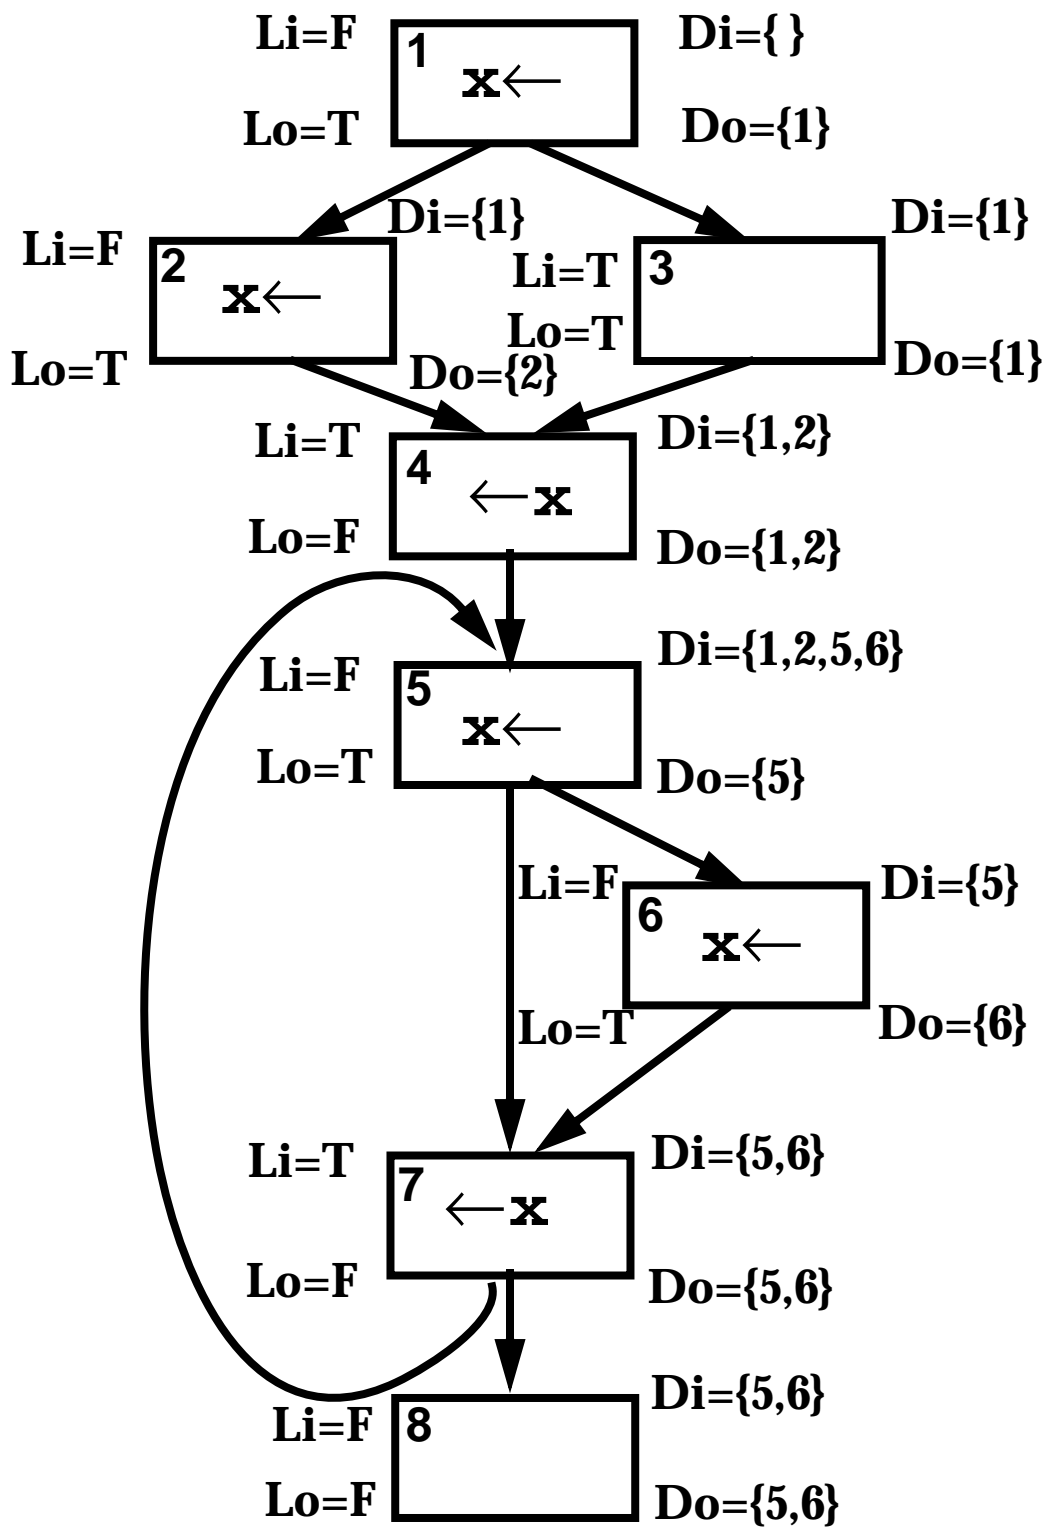 Li=F 1 Di={ }
x←
Lo=T Do={1}
Di={1} Di={1}
Li=F 2 Li=T 3
x←
Lo=T Lo=T
Do={2} Do={1}
Li=T 4 Di={1,2}
←x
Lo=F Do={1,2}
Li=F 5 Di={1,2,5,6}
x←
Lo=T Do={5}
Li=F 6 Di={5}
x←
Lo=T Do={6}
Li=T 7 Di={5,6}
←x
Lo=F Do={5,6}
Li=F 8 Di={5,6}
Lo=F Do={5,6}